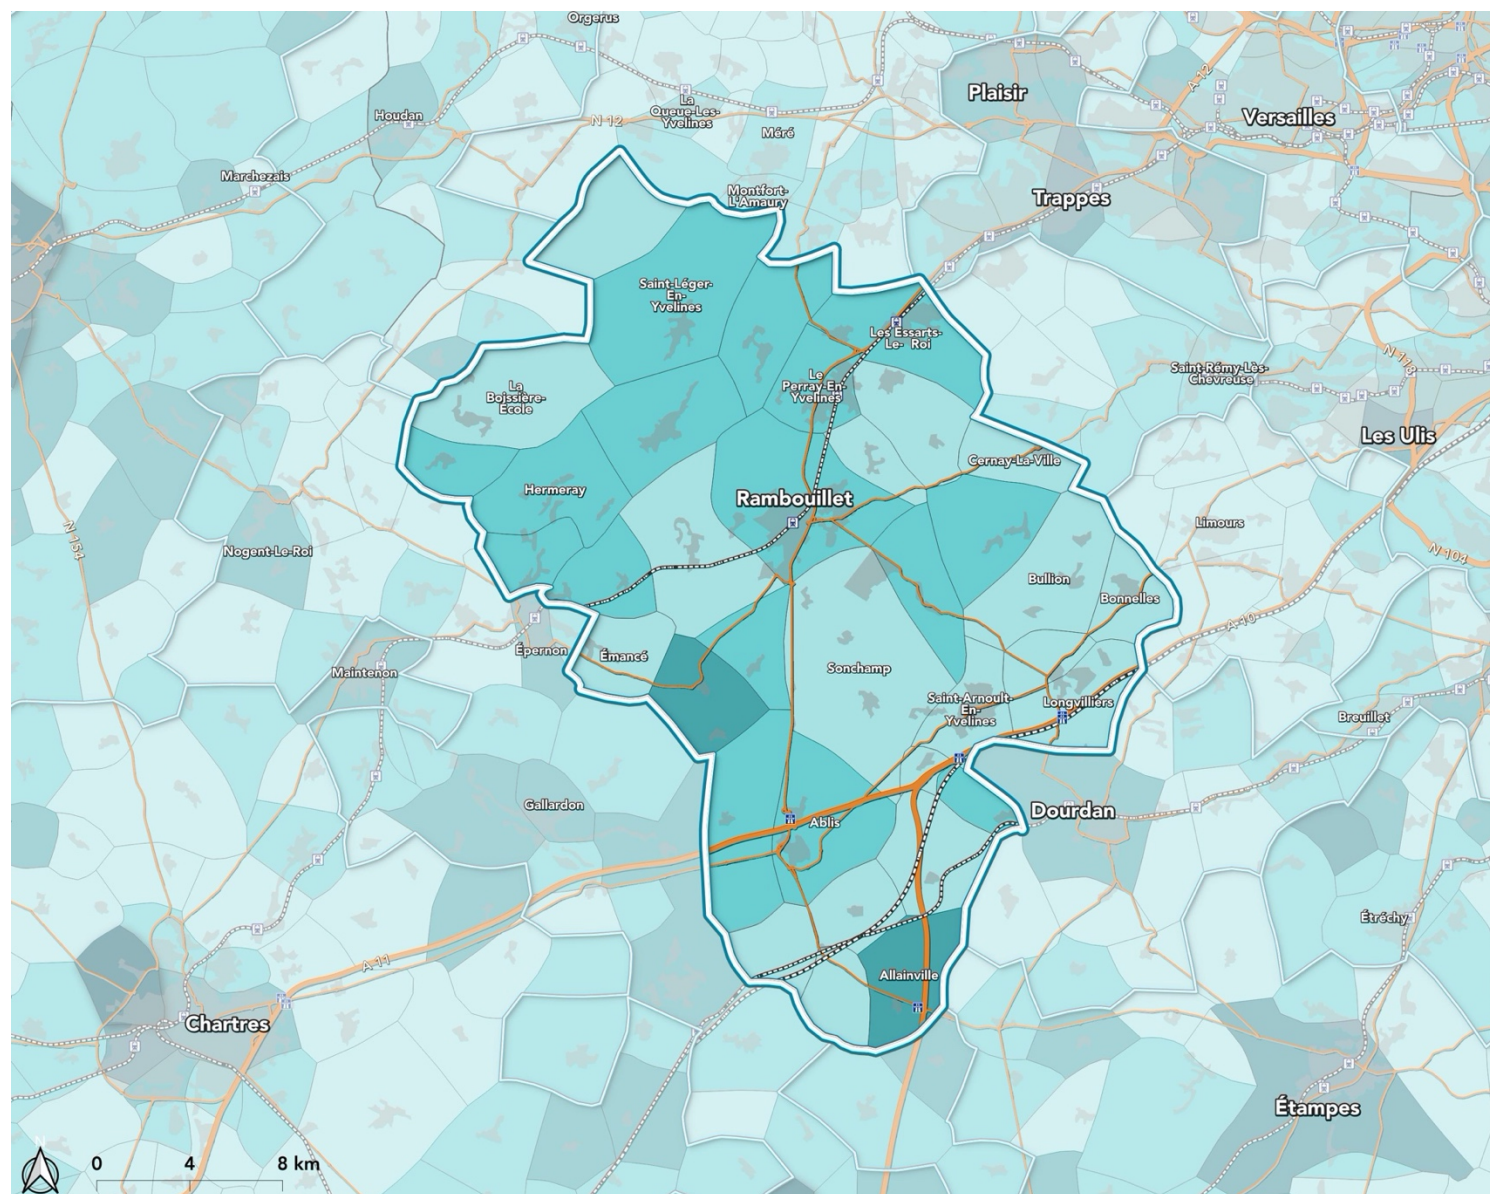 Orgerus
Plaisir
Houdan
La
Queue-Les-
Yvelines
N 12
A 12
Versailles
Méré
Marchezais
Montfort-
L'Amaury
Trappes
Saint-Léger-
En-
Yvelines
Les Essarts-
Le- Roi
N 118
Saint-Rémy-Lès-
Chevreuse
La
Boissière-
École
Le
Perray-En-
Yvelines
Les Ulis
Cernay-La-Ville
Hermeray
Rambouillet
Limours
N 154
Nogent-Le-Roi
N 104
Bullion
Bonnelles
A 10
Épernon
Émancé
Maintenon
Sonchamp
Saint-Arnoult-
En-
Yvelines
Longvilliers
Breuillet
Gallardon
Ablis
Dourdan
Étréchy
A 11
Allainville
Chartres
Étampes
N
0 4 8 km